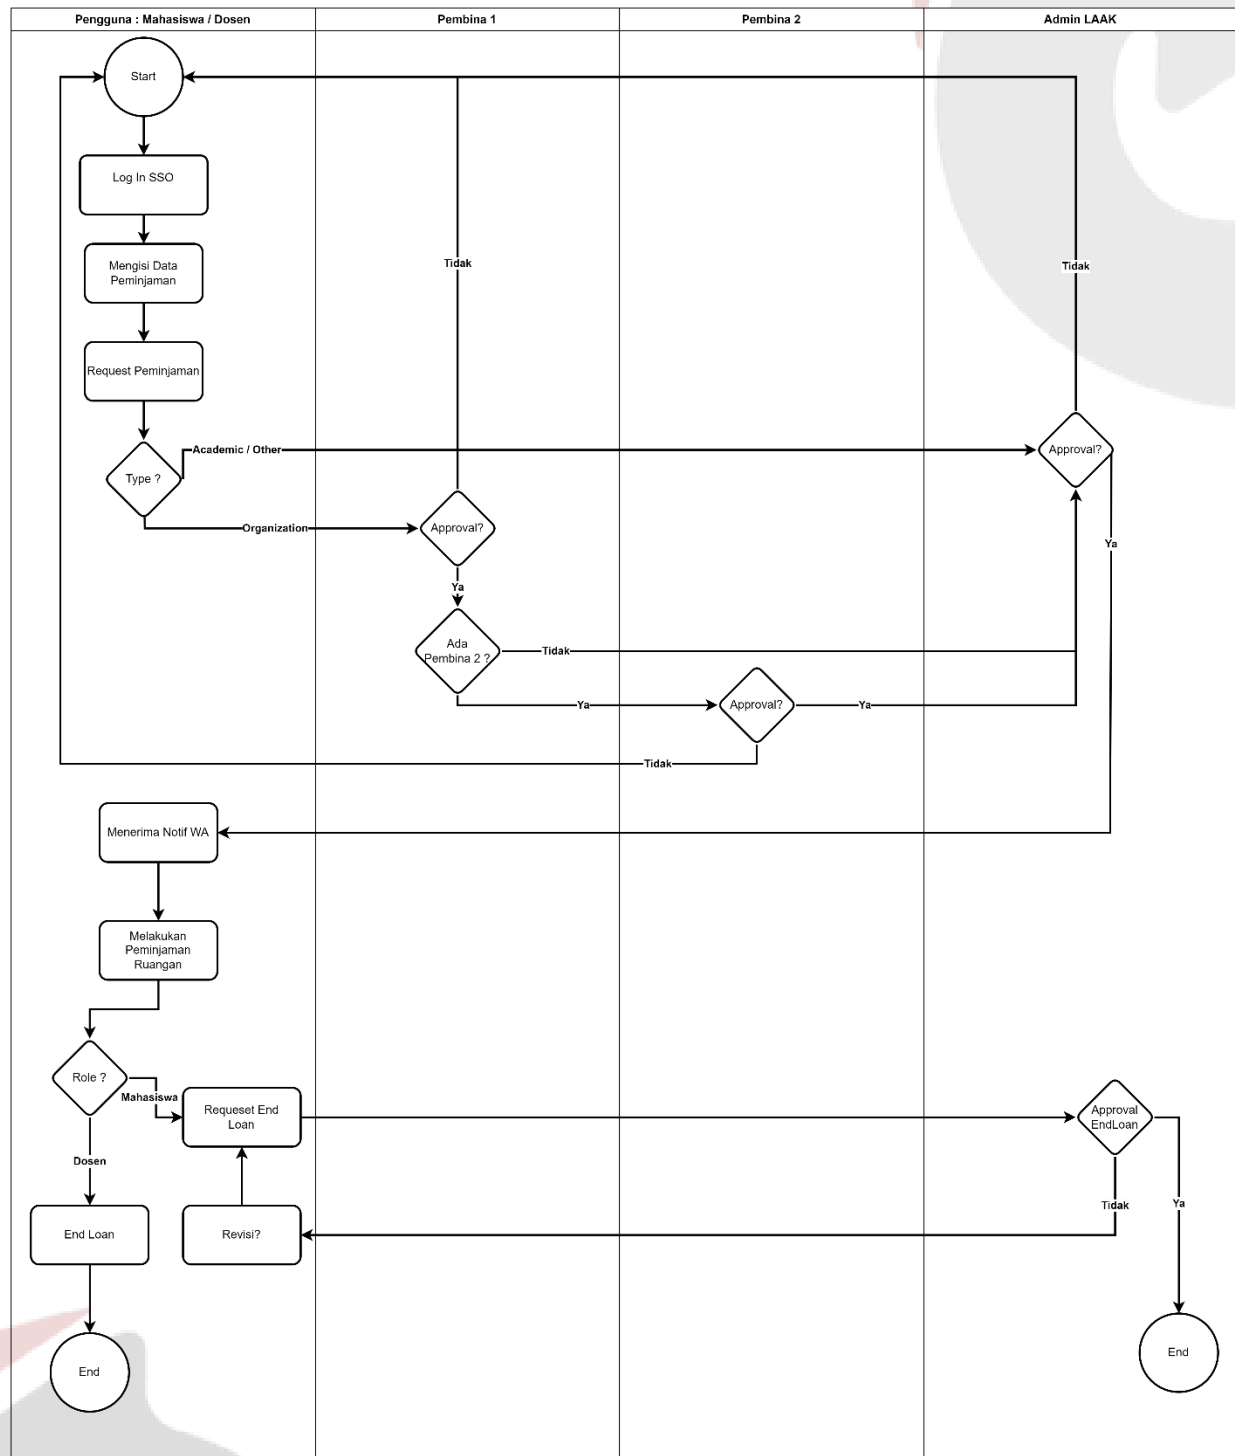 Pengguna : Mahasiswa / Dosen
Pembina 1
Pembina 2
Admin LAAK
Start
Log In SSO
Mengisi Data
Peminjaman
Tidak
Tidak
Request Peminjaman
Type ?
Academic / Other
Approval?
Organization
Approval?
Ya
Ya
Ada
Pembina 2 ?
Tidak
Ya
Approval?
Ya
Tidak
Menerima Notif WA
Melakukan
Peminjaman
Ruangan
Role ?
Mahasiswa
Requeset End
Loan
Approval
EndLoan
Dosen
Tidak
Ya
End Loan
Revisi?
End
End